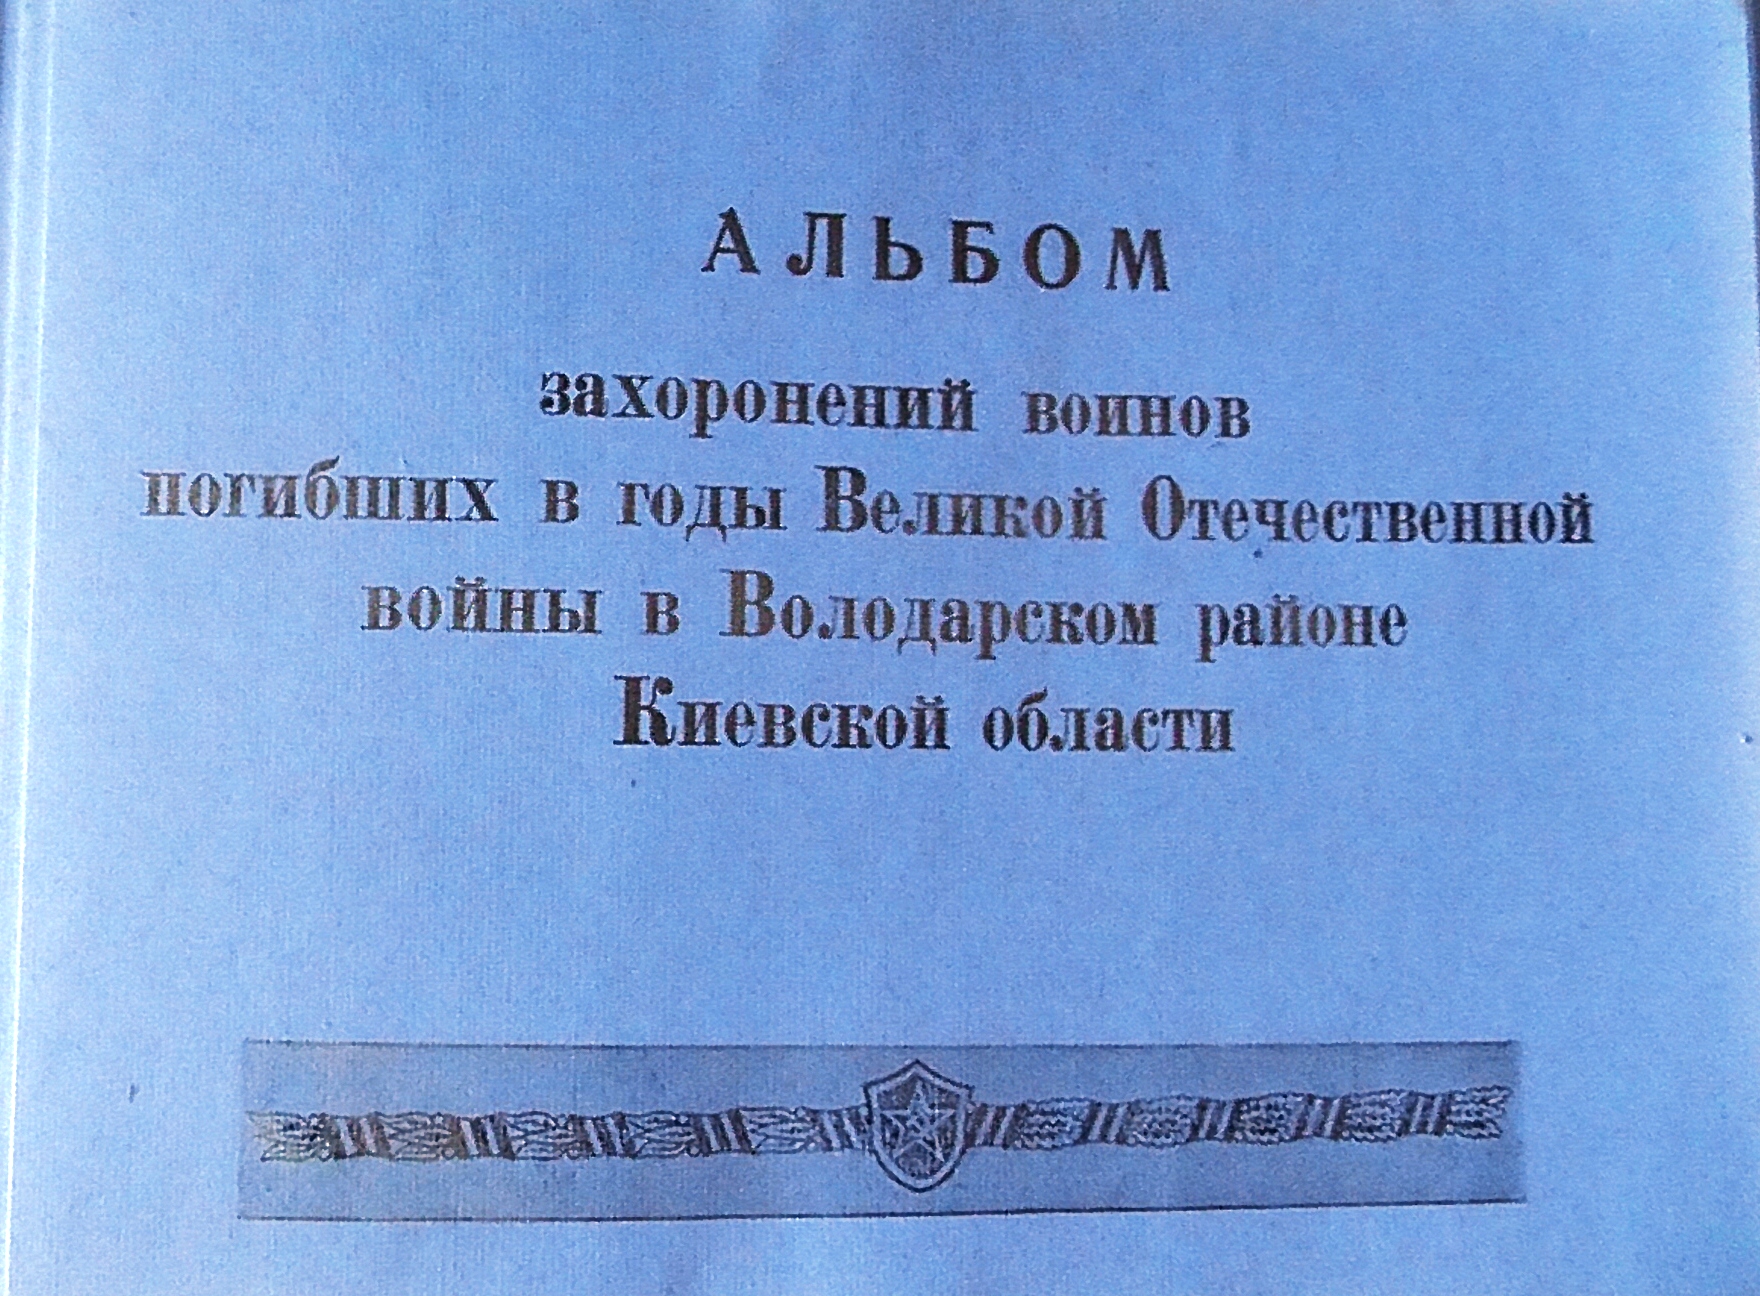 АЛЬБОМ
захоронений воинов
погибших в годы Великой Отечественной
войны в Володарском районе
Киевской области